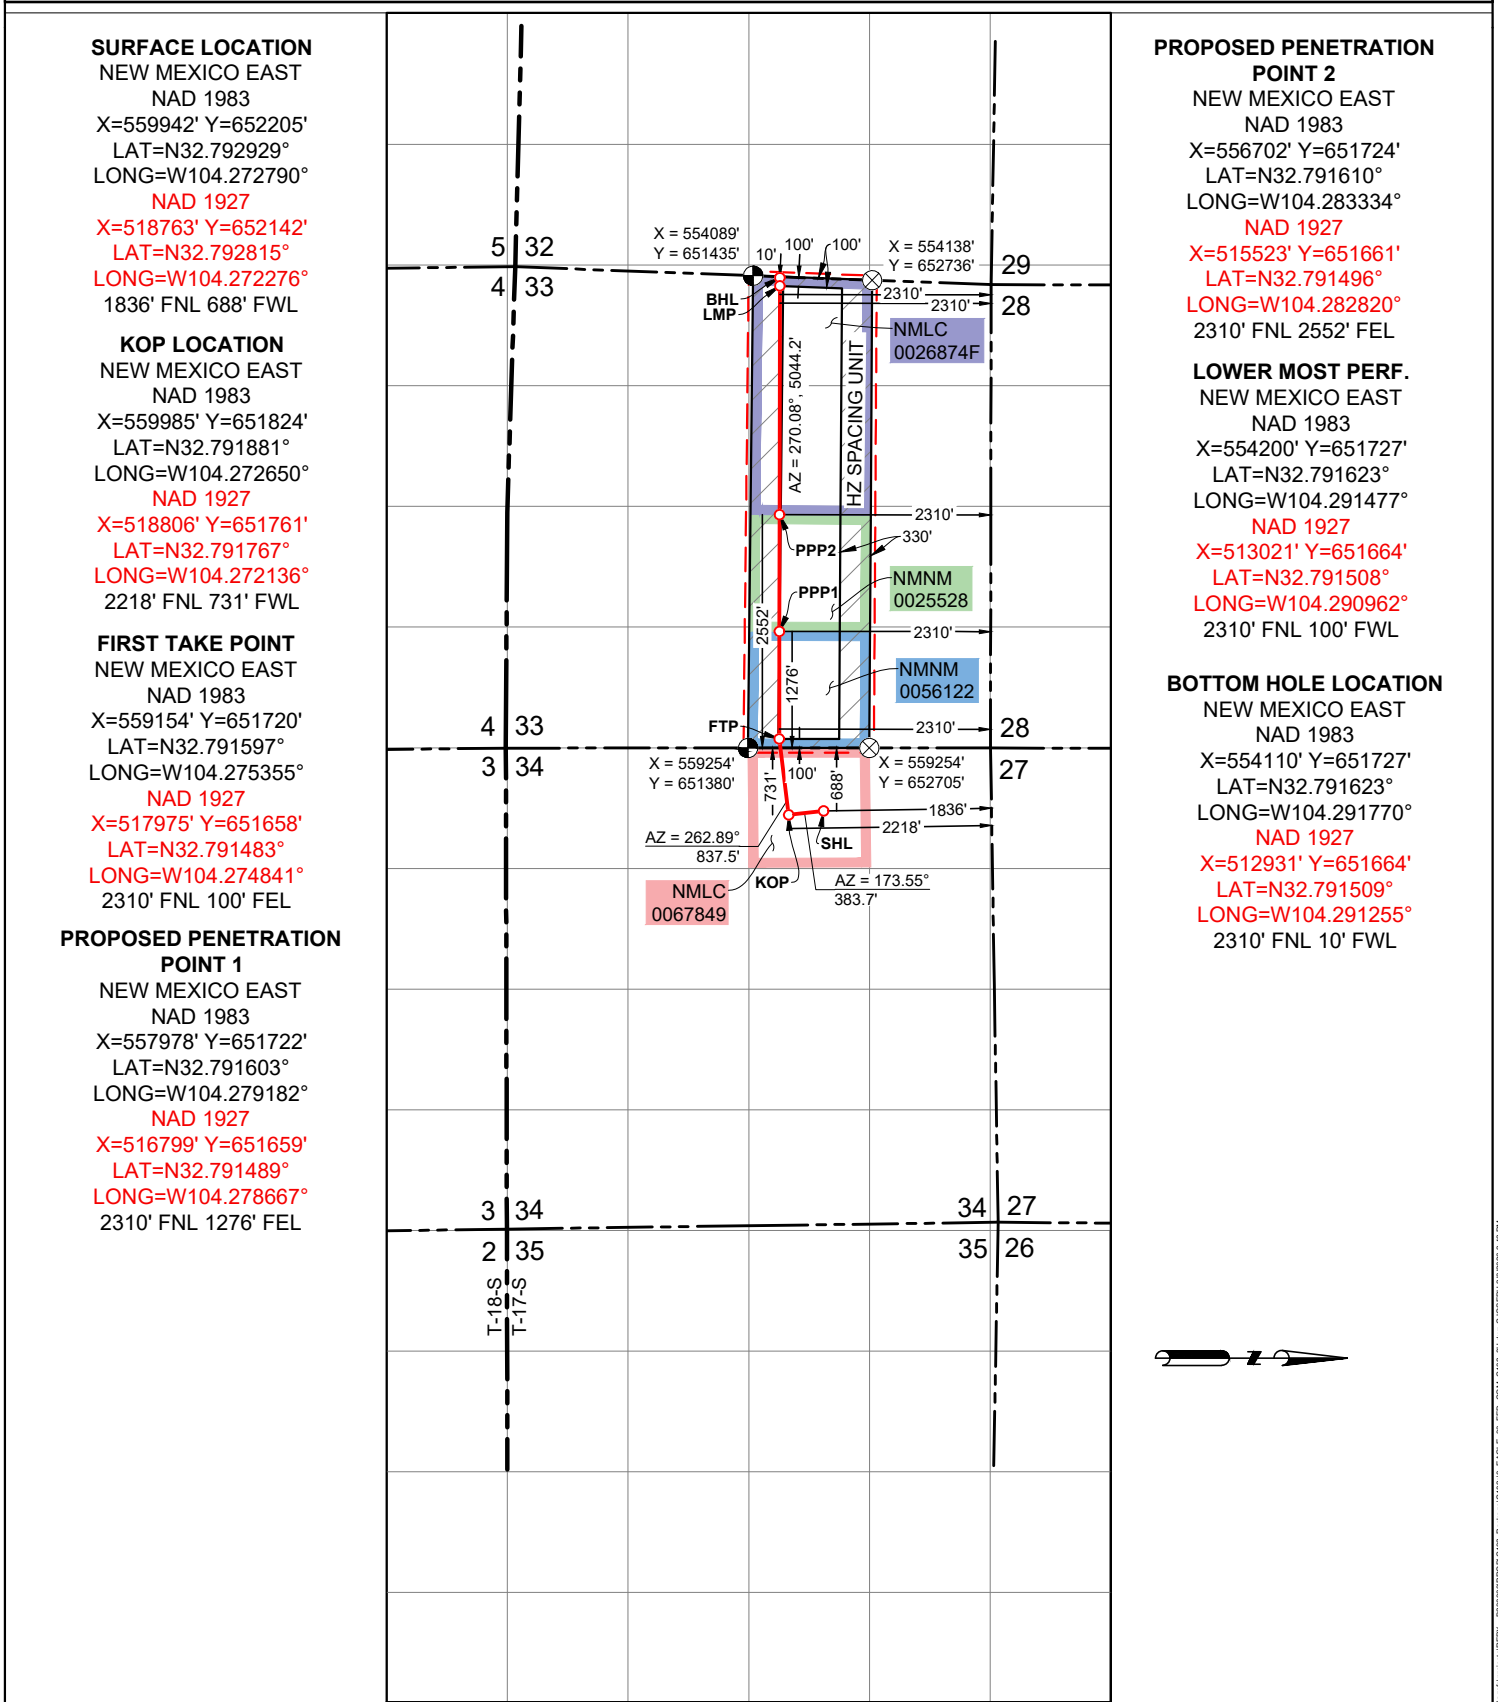 SURFACE LOCATION
NEW MEXICO EAST
NAD 1983
X=559942' Y=652205'
LAT=N32.792929°
LONG=W104.272790°
NAD 1927
X=518763' Y=652142'
LAT=N32.792815°
LONG=W104.272276°
1836' FNL 688' FWL
KOP LOCATION
NEW MEXICO EAST
NAD 1983
X=559985' Y=651824'
LAT=N32.791881°
LONG=W104.272650°
NAD 1927
X=518806' Y=651761'
LAT=N32.791767°
LONG=W104.272136°
2218' FNL 731' FWL
FIRST TAKE POINT
NEW MEXICO EAST
NAD 1983
X=559154' Y=651720'
LAT=N32.791597°
LONG=W104.275355°
NAD 1927
X=517975' Y=651658'
LAT=N32.791483°
LONG=W104.274841°
2310' FNL 100' FEL
PROPOSED PENETRATION
POINT 1
NEW MEXICO EAST
NAD 1983
X=557978' Y=651722'
LAT=N32.791603°
LONG=W104.279182°
NAD 1927
X=516799' Y=651659'
LAT=N32.791489°
LONG=W104.278667°
2310' FNL 1276' FEL
5 32
4 33
X = 554089'
Y = 651435'
10'
100'
100'
X = 554138'
Y = 652736'
29
28
BHL
LMP
2310'
2310'
NMLC
0026874F
AZ = 270.08°, 5044.2'
HZ SPACING UNIT
2310'
PPP2
330'
NMNM
0025528
PPP1
2552'
2310'
1276'
NMNM
0056122
FTP
2310'
4 33
3 34
28
27
X = 559254'
Y = 651380'
731'
100'
688'
X = 559254'
Y = 652705'
1836'
2218'
AZ = 262.89°
837.5'
SHL
KOP
AZ = 173.55°
383.7'
NMLC
0067849
3 34
2 35
34 27
35 26
T-18-S
T-17-S
Z
PROPOSED PENETRATION
POINT 2
NEW MEXICO EAST
NAD 1983
X=556702' Y=651724'
LAT=N32.791610°
LONG=W104.283334°
NAD 1927
X=515523' Y=651661'
LAT=N32.791496°
LONG=W104.282820°
2310' FNL 2552' FEL
LOWER MOST PERF.
NEW MEXICO EAST
NAD 1983
X=554200' Y=651727'
LAT=N32.791623°
LONG=W104.291477°
NAD 1927
X=513021' Y=651664'
LAT=N32.791508°
LONG=W104.290962°
2310' FNL 100' FWL
BOTTOM HOLE LOCATION
NEW MEXICO EAST
NAD 1983
X=554110' Y=651727'
LAT=N32.791623°
LONG=W104.291770°
NAD 1927
X=512931' Y=651664'
LAT=N32.791509°
LONG=W104.291255°
2310' FNL 10' FWL